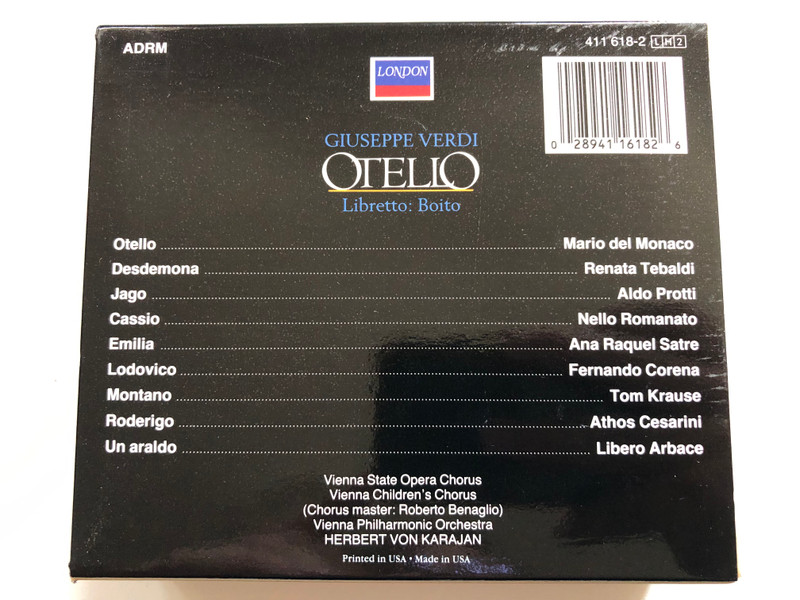 ADRM
411 618-2 L M 2
LONDON
0 28941 16182 6
GIUSEPPE VERDI
OTELLO
Libretto: Boito
Otello ........ Mario del Monaco
Desdemona ........ Renata Tebaldi
Jago ........ Aldo Protti
Cassio ........ Nello Romanato
Emilia ........ Ana Raquel Satre
Lodovico ........ Fernando Corena
Montano ........ Tom Krause
Roderigo ........ Athos Cesarini
Un araldo ........ Libero Arbace
Vienna State Opera Chorus
Vienna Children's Chorus
(Chorus master: Roberto Benaglio)
Vienna Philharmonic Orchestra
HERBERT VON KARAJAN
Printed in USA • Made in USA